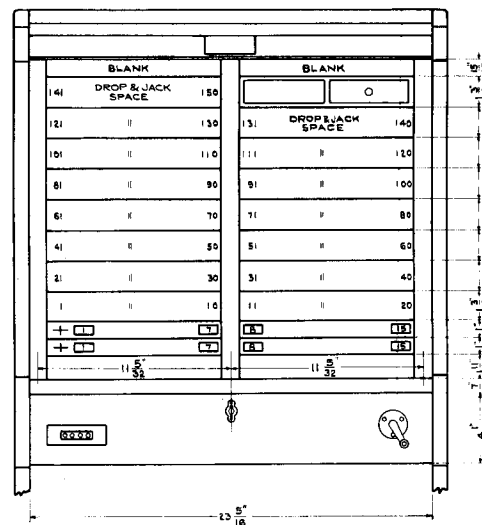 BLANK BLANK
141 DROP & JACK SPACE 150
121 " 130 131 DROP & JACK SPACE 140
101 " 110 111 " 120
81 " 90 91 " 100
61 " 70 71 " 80
41 " 50 51 " 60
21 " 30 31 " 40
1 " 10 11 " 20
+ 1 7 8 15
+ 1 7 8 15
11 5/32" 11 5/32"
23 5/16"